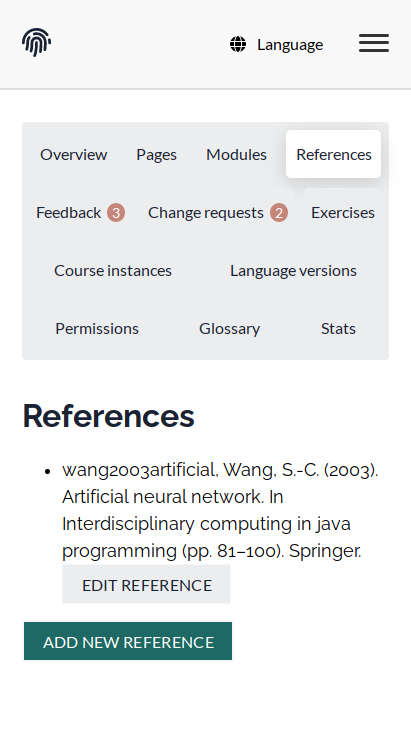 Language
Overview Pages Modules References
Feedback 3 Change requests 2 Exercises
Course instances Language versions
Permissions Glossary Stats
References
• wang2003artificial, Wang, S.-C. (2003).
Artificial neural network. In
Interdisciplinary computing in java
programming (pp. 81–100). Springer.
EDIT REFERENCE
ADD NEW REFERENCE